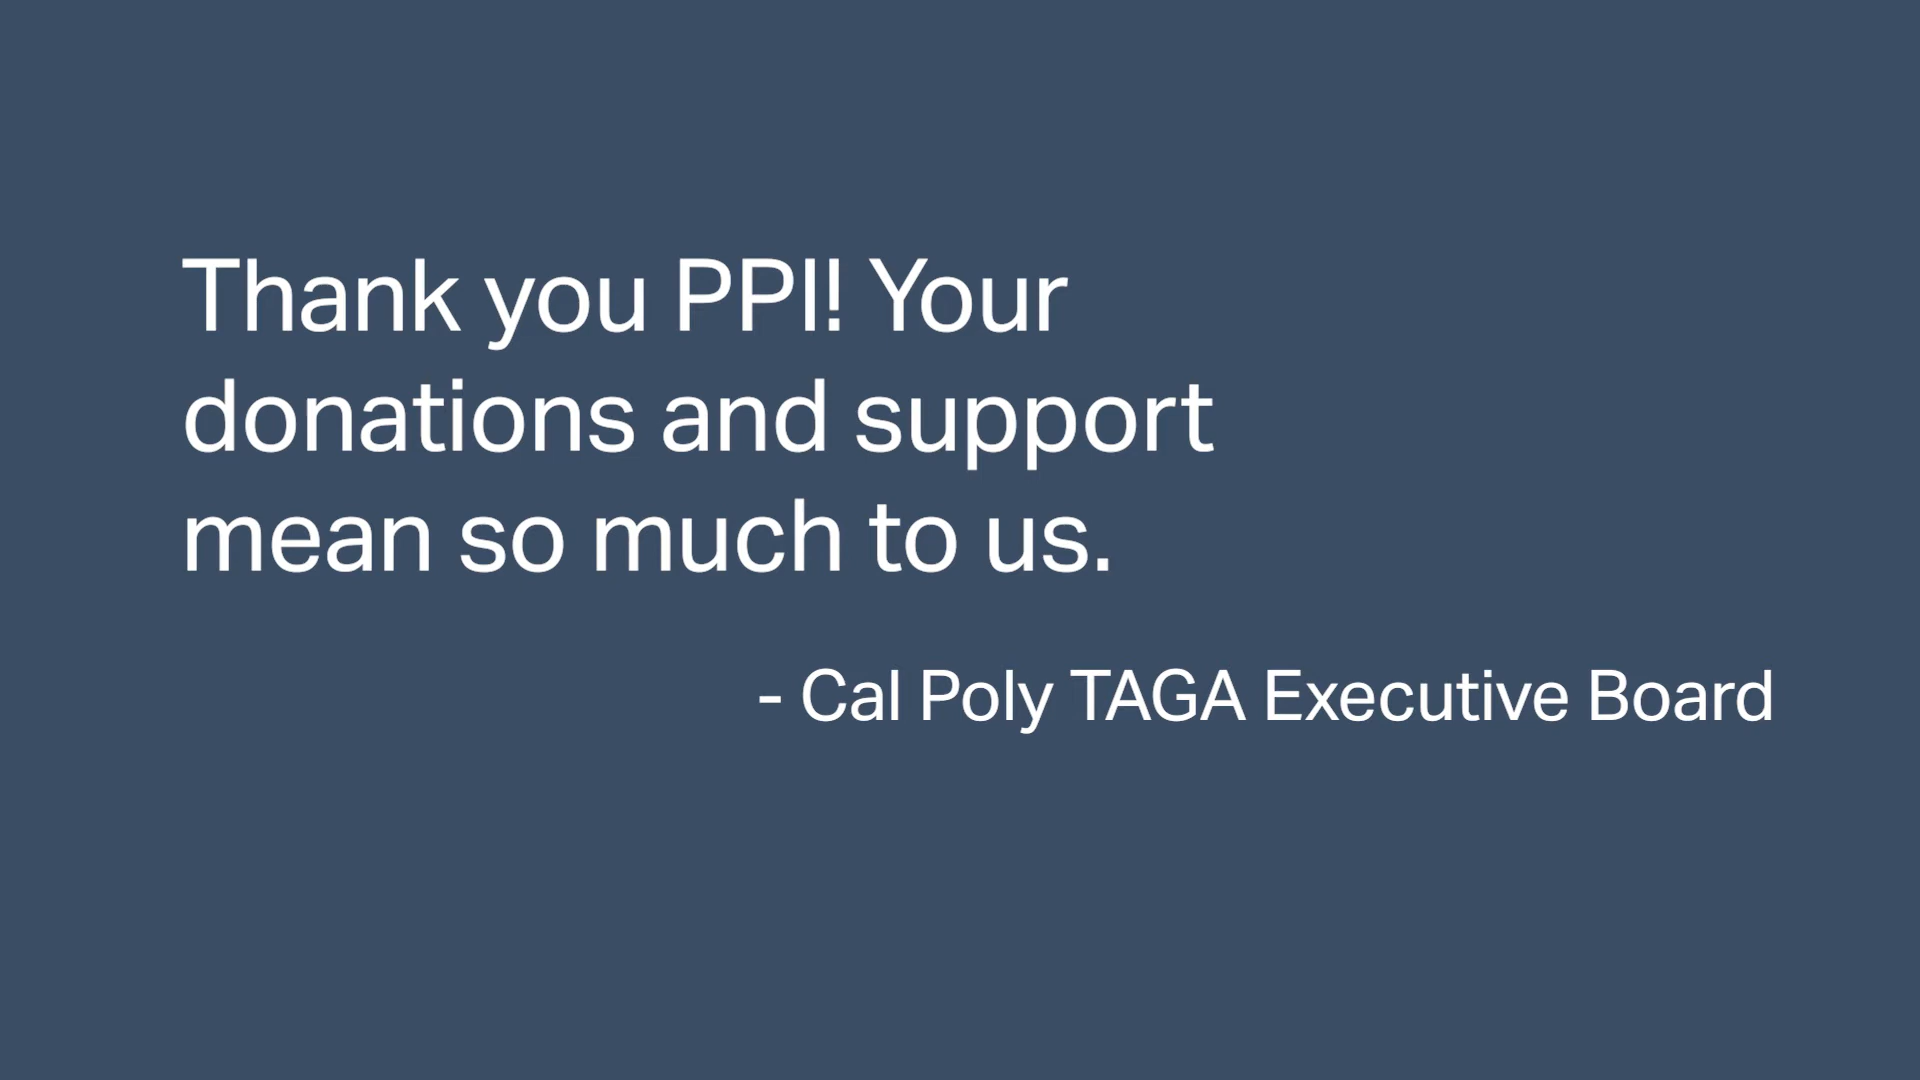 Thank you PPI! Your
donations and support
mean so much to us.
- Cal Poly TAGA Executive Board